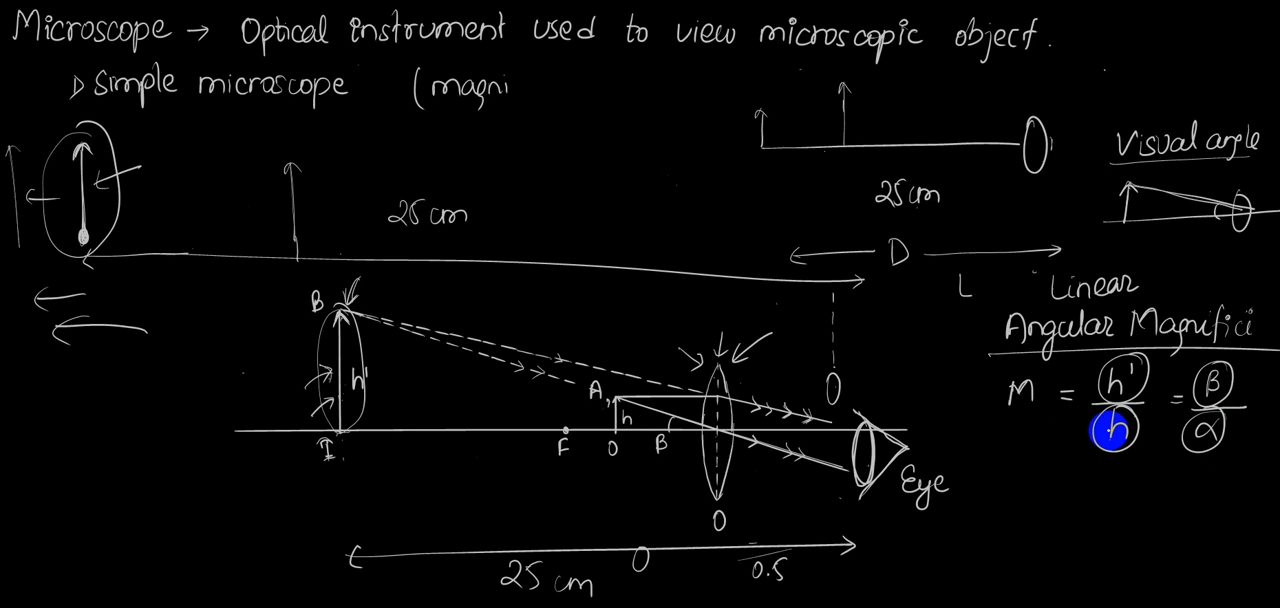 Microscope → Optical instrument used to view microscopic object.
▷ Simple microscope (magni
Visual angle
25 cm
25 cm
D
L Linear
Angular Magnifici
M = h' / h = β / α
B
h'
I
F
A,
h
O
β
O
O
Eye
25 cm
O
0.5